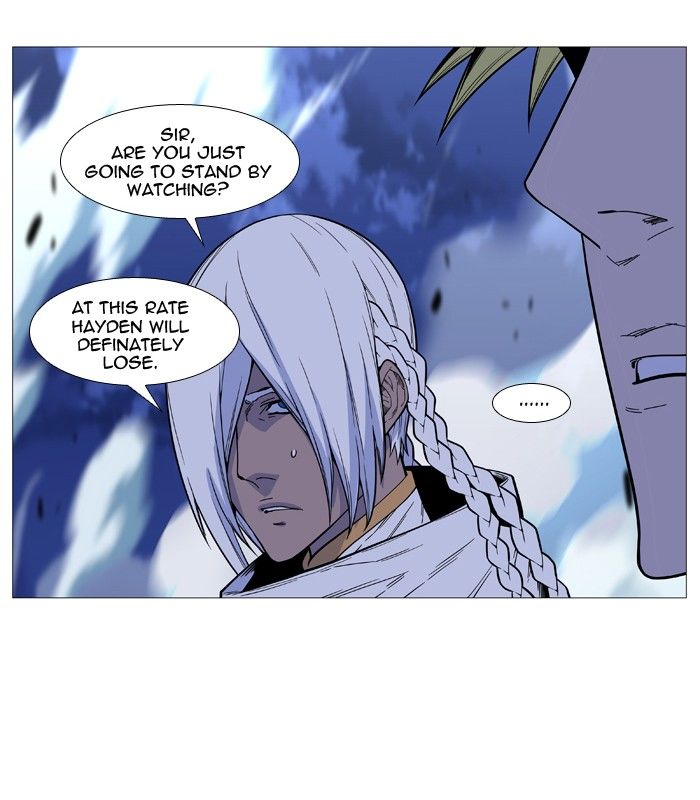 SIR,
ARE YOU JUST
GOING TO STAND BY
WATCHING?
AT THIS RATE
HAYDEN WILL
DEFINATELY
LOSE.
......